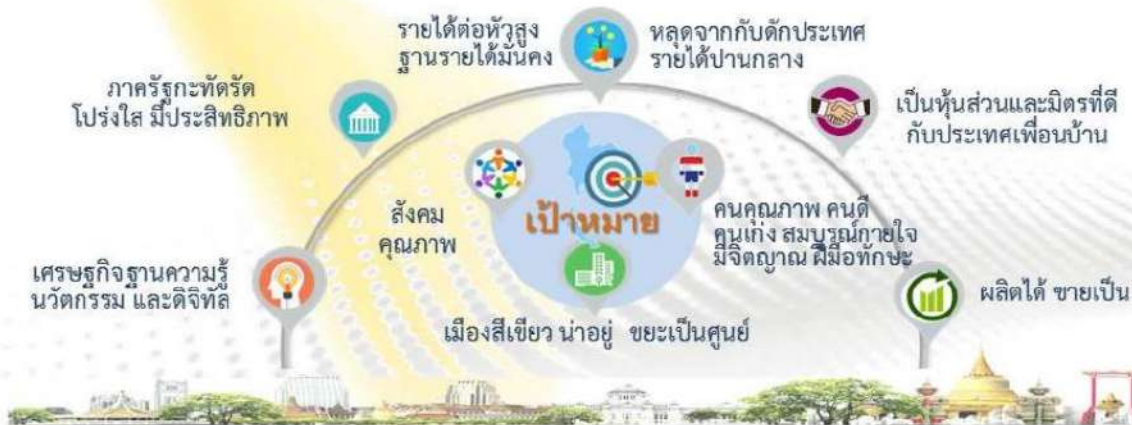 รายได้ต่อหัวสูง
ฐานรายได้มั่นคง
หลุดจากกับดักประเทศ
รายได้ปานกลาง
ภาครัฐกะทัดรัด
โปร่งใส มีประสิทธิภาพ
เป็นหุ้นส่วนและมิตรที่ดี
กับประเทศเพื่อนบ้าน
สังคม
คุณภาพ
เป้าหมาย
คนคุณภาพ คนดี
คนเก่ง สมบูรณ์กายใจ
มีจิตญาณ ฝีมือทักษะ
เศรษฐกิจฐานความรู้
นวัตกรรม และดิจิทัล
ผลิตได้ ขายเป็น
เมืองสีเขียว น่าอยู่ ขยะเป็นศูนย์